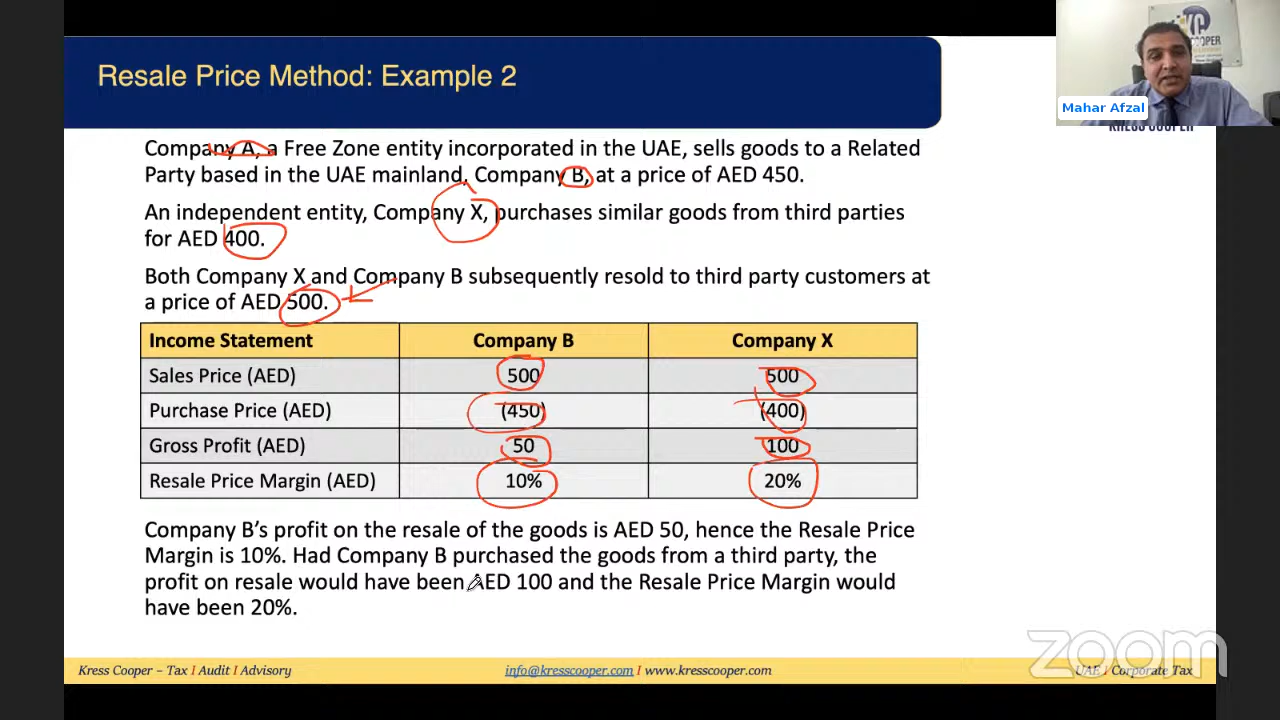 Resale Price Method: Example 2
COOPER
Mahar Afzal
KRESS COOPER
Company A, a Free Zone entity incorporated in the UAE, sells goods to a Related
Party based in the UAE mainland, Company B, at a price of AED 450.
An independent entity, Company X, purchases similar goods from third parties
for AED 400.
Both Company X and Company B subsequently resold to third party customers at
a price of AED 500.
Income Statement Company B Company X
Sales Price (AED) 500 500
Purchase Price (AED) (450) (400)
Gross Profit (AED) 50 100
Resale Price Margin (AED) 10% 20%
Company B’s profit on the resale of the goods is AED 50, hence the Resale Price
Margin is 10%. Had Company B purchased the goods from a third party, the
profit on resale would have been AED 100 and the Resale Price Margin would
have been 20%.
zoom
Kress Cooper – Tax I Audit I Advisory info@kresscooper.com I www.kresscooper.com UAE I Corporate Tax